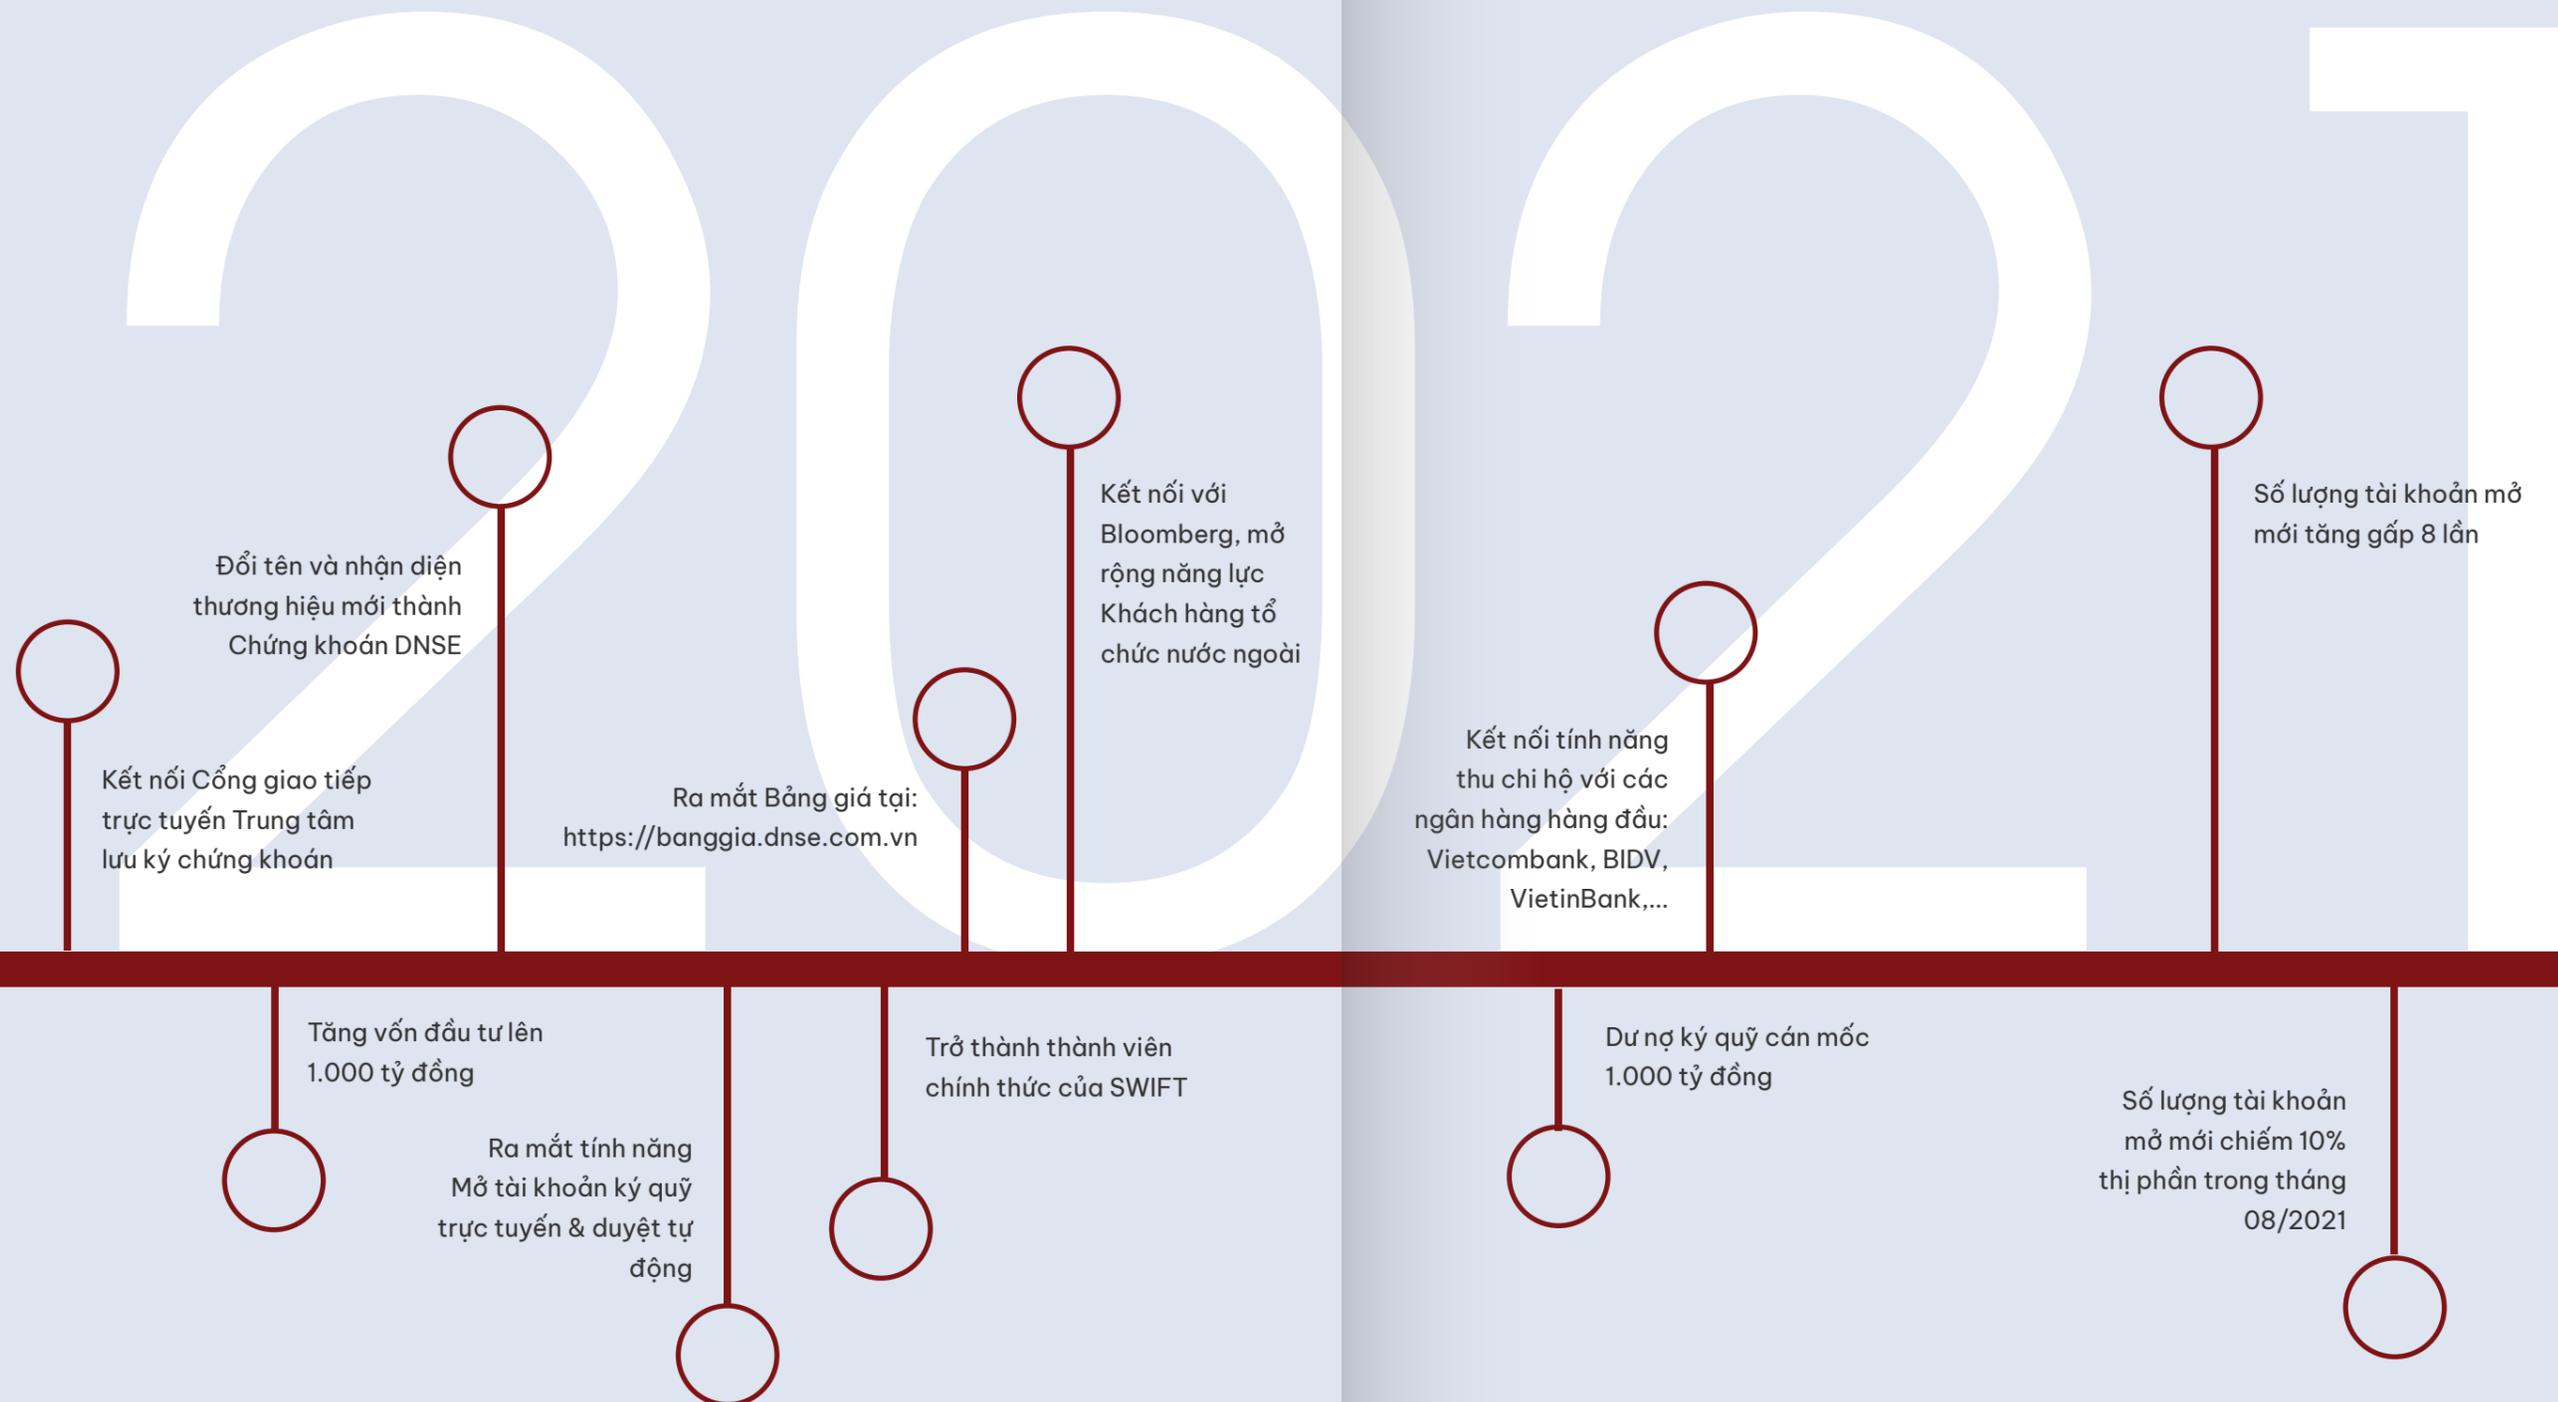 2021
Kết nối Cổng giao tiếp
trực tuyến Trung tâm
lưu ký chứng khoán
Tăng vốn đầu tư lên
1.000 tỷ đồng
Đổi tên và nhận diện
thương hiệu mới thành
Chứng khoán DNSE
Ra mắt tính năng
Mở tài khoản ký quỹ
trực tuyến & duyệt tự
động
Trở thành thành viên
chính thức của SWIFT
Ra mắt Bảng giá tại:
https://banggia.dnse.com.vn
Kết nối với
Bloomberg, mở
rộng năng lực
Khách hàng tổ
chức nước ngoài
Dư nợ ký quỹ cán mốc
1.000 tỷ đồng
Kết nối tính năng
thu chi hộ với các
ngân hàng hàng đầu:
Vietcombank, BIDV,
VietinBank,...
Số lượng tài khoản mở
mới tăng gấp 8 lần
Số lượng tài khoản
mở mới chiếm 10%
thị phần trong tháng
08/2021